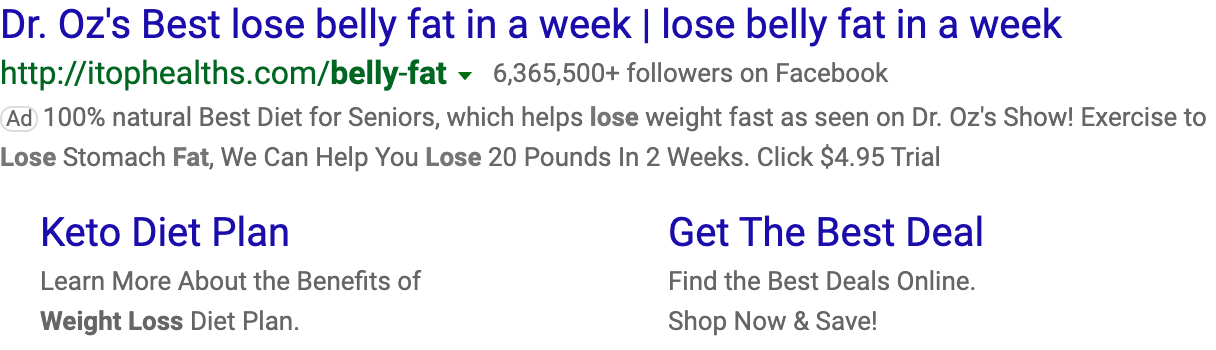 Dr. Oz's Best lose belly fat in a week | lose belly fat in a week
http://itophealths.com/belly-fat 6,365,500+ followers on Facebook
Ad 100% natural Best Diet for Seniors, which helps lose weight fast as seen on Dr. Oz's Show! Exercise to
Lose Stomach Fat, We Can Help You Lose 20 Pounds In 2 Weeks. Click $4.95 Trial
Keto Diet Plan
Learn More About the Benefits of
Weight Loss Diet Plan.
Get The Best Deal
Find the Best Deals Online.
Shop Now & Save!